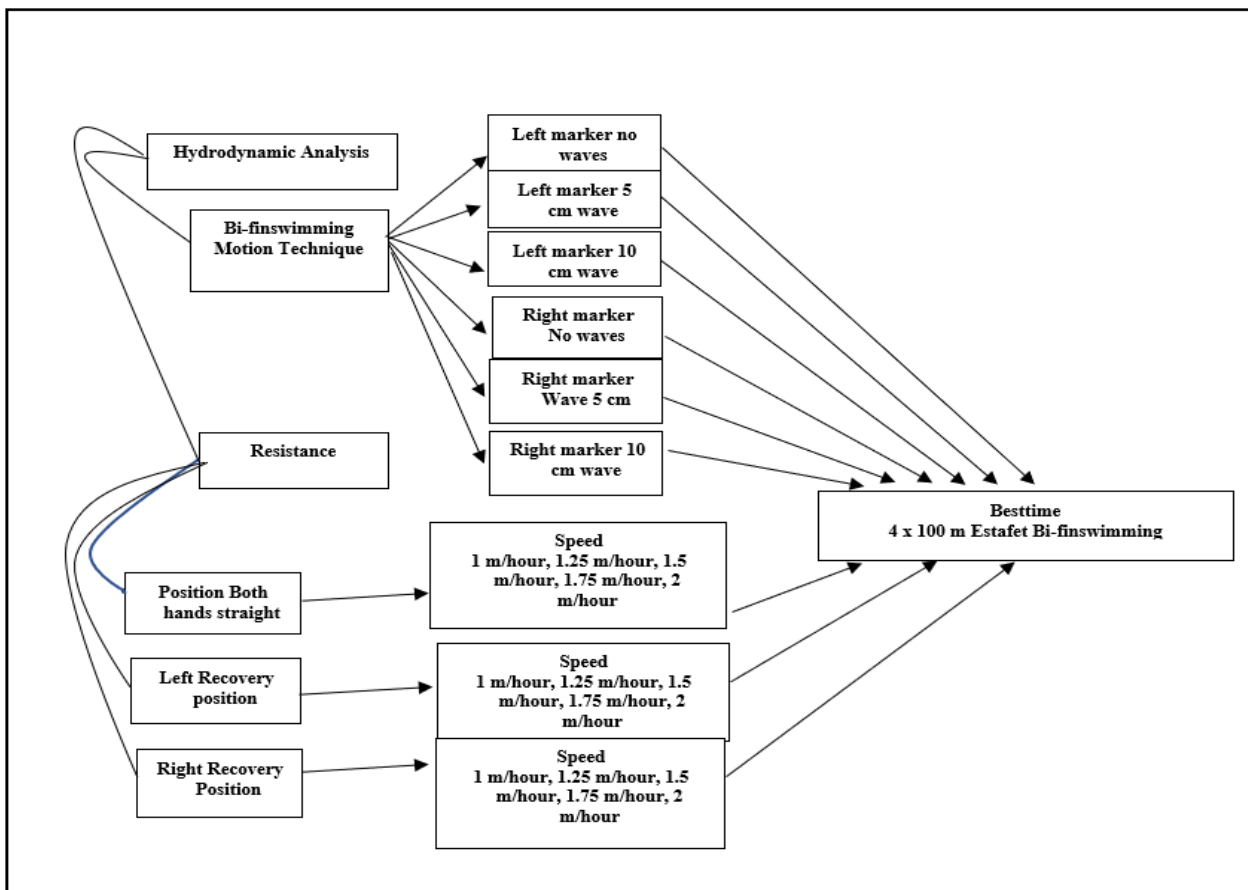 Hydrodynamic Analysis
Bi-finswimming
Motion Technique
Left marker no
waves
Left marker 5
cm wave
Left marker 10
cm wave
Right marker
No waves
Right marker
Wave 5 cm
Right marker 10
cm wave
Resistance
Besttime
4 x 100 m Estafet Bi-finswimming
Position Both
hands straight
Speed
1 m/hour, 1.25 m/hour, 1.5
m/hour, 1.75 m/hour, 2
m/hour
Left Recovery
position
Speed
1 m/hour, 1.25 m/hour, 1.5
m/hour, 1.75 m/hour, 2
m/hour
Right Recovery
Position
Speed
1 m/hour, 1.25 m/hour, 1.5
m/hour, 1.75 m/hour, 2
m/hour